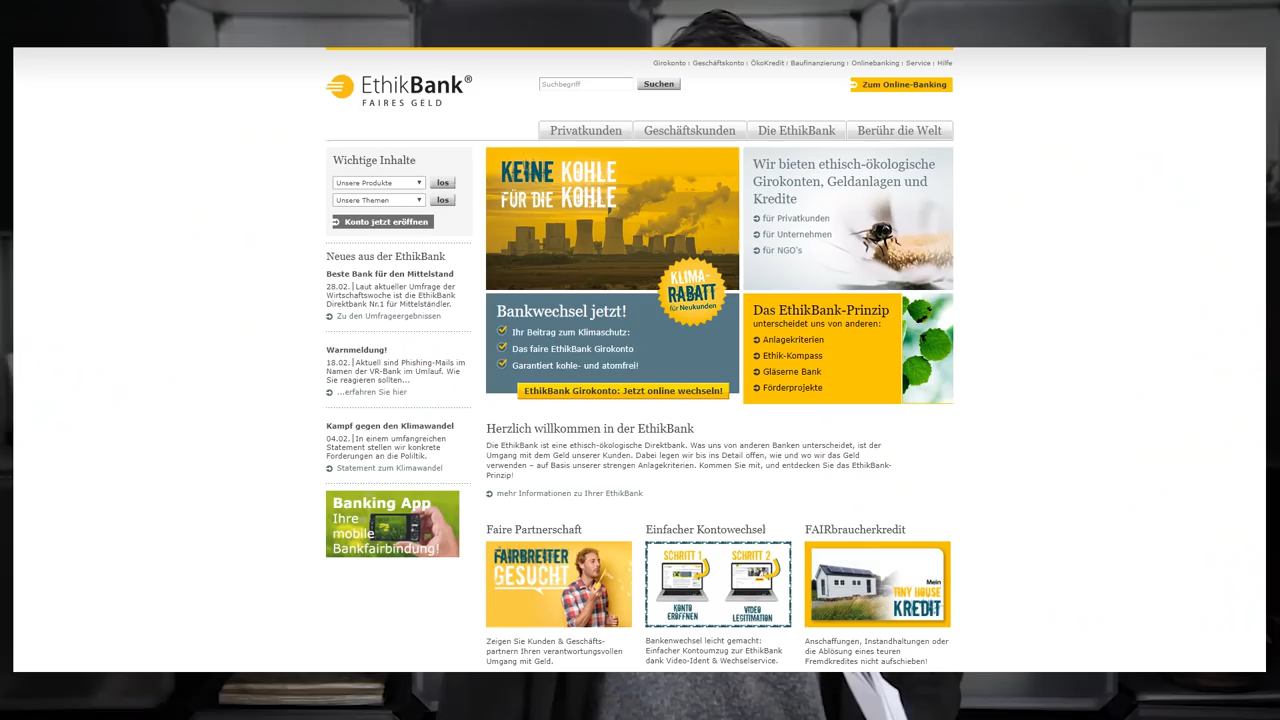 Girokonto
Geschäftskonto
ÖkoKredit
Baufinanzierung
Onlinebanking
Service
Hilfe
EthikBank®
FAIRES GELD
Suchbegriff
Suchen
Zum Online-Banking
Privatkunden
Geschäftskunden
Die EthikBank
Berühr die Welt
Wichtige Inhalte
Unsere Produkte
los
Unsere Themen
los
Konto jetzt eröffnen
Neues aus der EthikBank
Beste Bank für den Mittelstand
28.02. | Laut aktueller Umfrage der
Wirtschaftswoche ist die EthikBank
Direktbank Nr.1 für Mittelständler.
Zu den Umfrageergebnissen
Warnmeldung!
18.02. | Aktuell sind Phishing-Mails im
Namen der VR-Bank im Umlauf. Wie
Sie reagieren sollten...
...erfahren Sie hier
Kampf gegen den Klimawandel
04.02. | In einem umfangreichen
Statement stellen wir konkrete
Forderungen an die Poliltik.
Statement zum Klimawandel
Banking App
Ihre
mobile
Bankfairbindung!
KEINE KOHLE
FÜR DIE KOHLE
KLIMA-
RABATT
für Neukunden
Bankwechsel jetzt!
Ihr Beitrag zum Klimaschutz:
Das faire EthikBank Girokonto
Garantiert kohle- und atomfrei!
EthikBank Girokonto: Jetzt online wechseln!
Wir bieten ethisch-ökologische
Girokonten, Geldanlagen und
Kredite
für Privatkunden
für Unternehmen
für NGO's
Das EthikBank-Prinzip
unterscheidet uns von anderen:
Anlagekriterien
Ethik-Kompass
Gläserne Bank
Förderprojekte
Herzlich willkommen in der EthikBank
Die EthikBank ist eine ethisch-ökologische Direktbank. Was uns von anderen Banken unterscheidet, ist der
Umgang mit dem Geld unserer Kunden. Dabei legen wir bis ins Detail offen, wie und wo wir das Geld
verwenden – auf Basis unserer strengen Anlagekriterien. Kommen Sie mit, und entdecken Sie das EthikBank-
Prinzip!
mehr Informationen zu Ihrer EthikBank
Faire Partnerschaft
FAIRBREITER
GESUCHT
Zeigen Sie Kunden & Geschäfts-
partnern Ihren verantwortungsvollen
Umgang mit Geld.
Einfacher Kontowechsel
SCHRITT 1
SCHRITT 2
KONTO
ERÖFFNEN
VIDEO
LEGITIMATION
Bankenwechsel leicht gemacht:
Einfacher Kontoumzug zur EthikBank
dank Video-Ident & Wechselservice.
FAIRbraucherkredit
Mein
TINY HOUSE
KREDIT
Anschaffungen, Instandhaltungen oder
die Ablösung eines teuren
Fremdkredites nicht aufschieben!